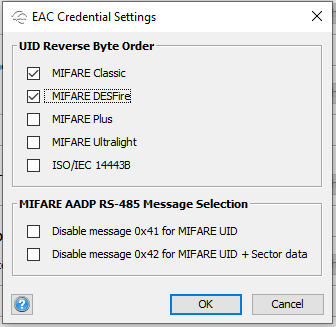 EAC Credential Settings
UID Reverse Byte Order
MIFARE Classic
MIFARE DESFire
MIFARE Plus
MIFARE Ultralight
ISO/IEC 14443B
MIFARE AADP RS-485 Message Selection
Disable message 0x41 for MIFARE UID
Disable message 0x42 for MIFARE UID + Sector data
? OK Cancel